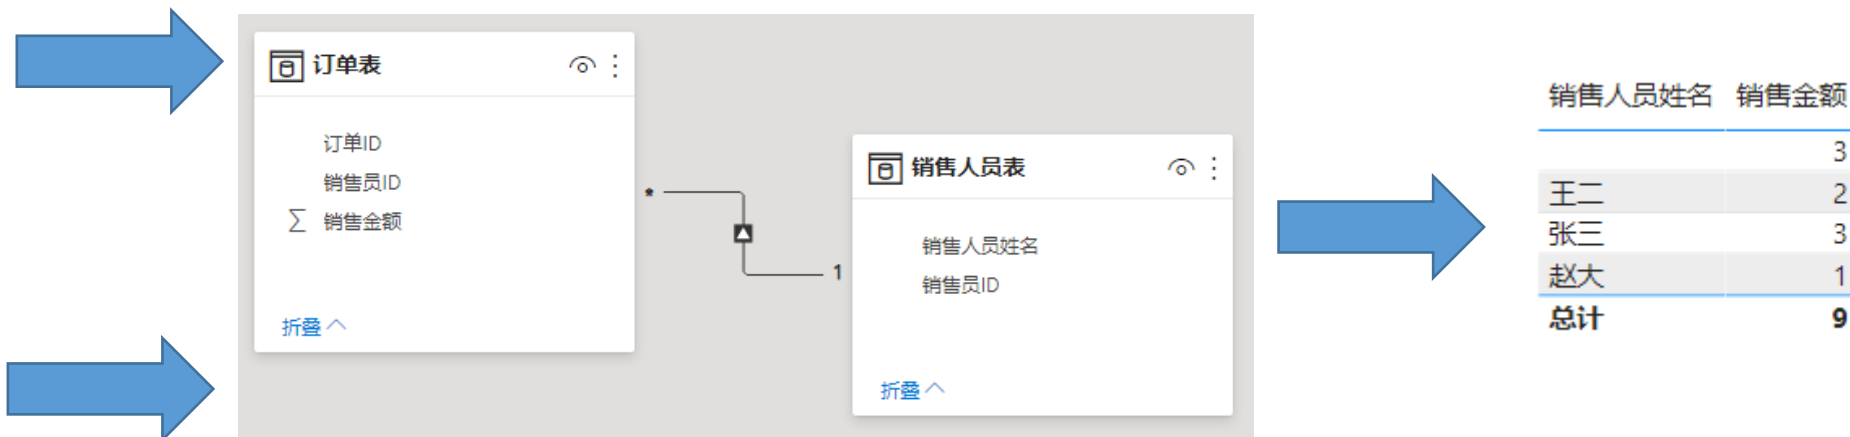 订单表
订单ID
销售员ID
∑ 销售金额
折叠
*
1
销售人员表
销售人员姓名
销售员ID
折叠
销售人员姓名 销售金额
3
王二 2
张三 3
赵大 1
总计 9